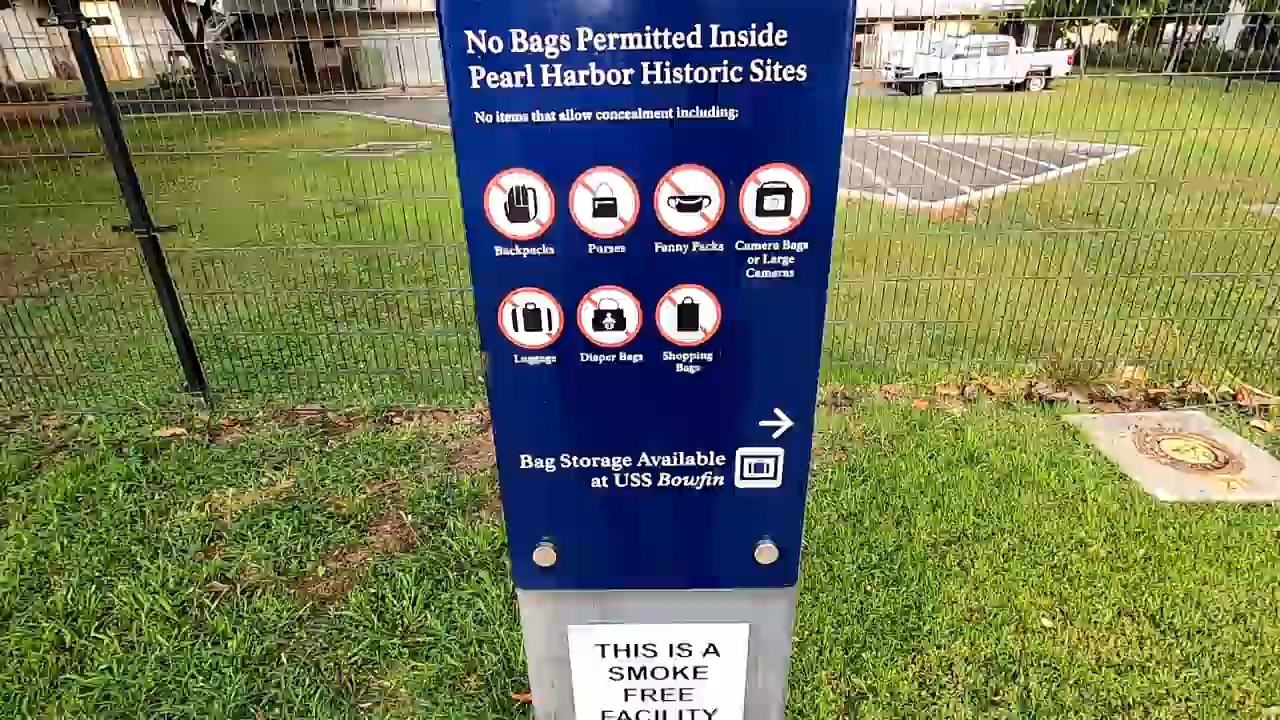 No Bags Permitted Inside
Pearl Harbor Historic Sites
No items that allow concealment including:
Backpacks
Purses
Fanny Packs
Camera Bags
or Large
Cameras
Luggage
Diaper Bags
Shopping
Bags
Bag Storage Available
at USS Bowfin
THIS IS A
SMOKE
FREE
FACILITY